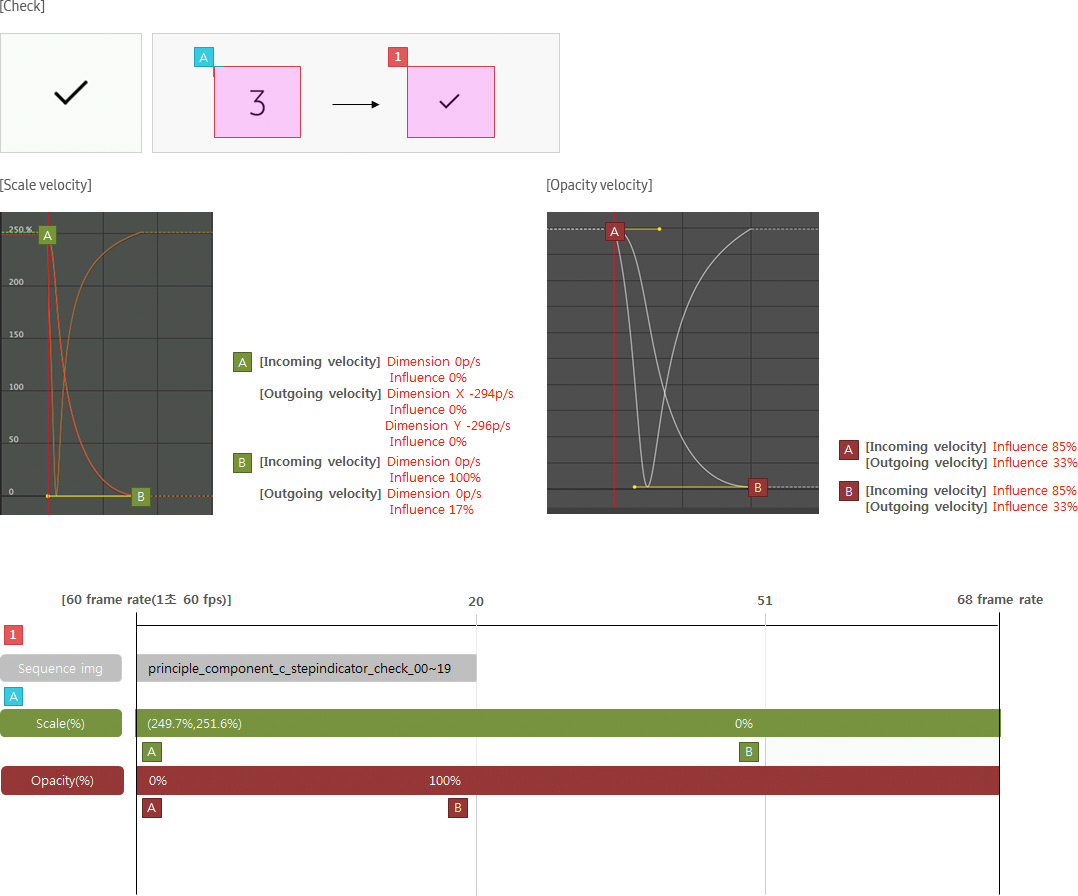 [Check]
A
1
3
[Scale velocity]
[Opacity velocity]
250 %
A
200
150
100
50
0
B
A [Incoming velocity] Dimension 0p/s
Influence 0%
[Outgoing velocity] Dimension X -294p/s
Influence 0%
Dimension Y -296p/s
Influence 0%
B [Incoming velocity] Dimension 0p/s
Influence 100%
[Outgoing velocity] Dimension 0p/s
Influence 17%
A
B
A [Incoming velocity] Influence 85%
[Outgoing velocity] Influence 33%
B [Incoming velocity] Influence 85%
[Outgoing velocity] Influence 33%
[60 frame rate(1초 60 fps)] 20 51 68 frame rate
1
Sequence img principle_component_c_stepindicator_check_00~19
A
Scale(%) (249.7%,251.6%) 0%
A B
Opacity(%) 0% 100%
A B